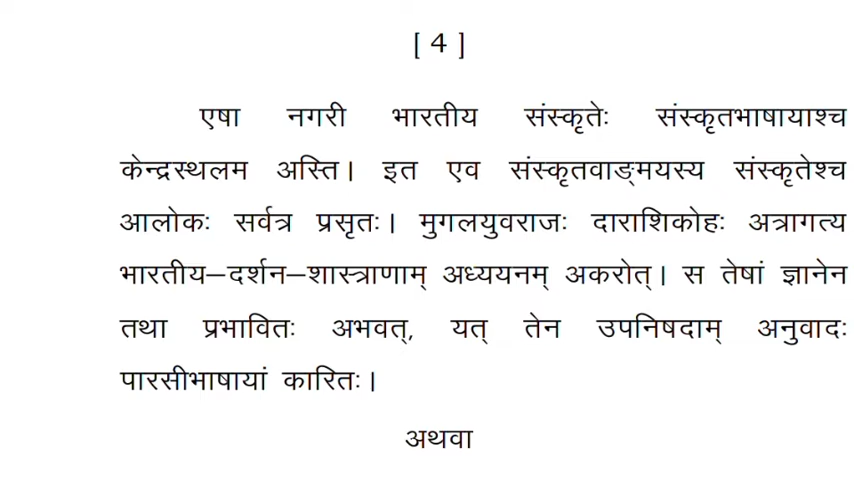 [ 4 ]
एषा नगरी भारतीय संस्कृतेः संस्कृतभाषायाश्च
केन्द्रस्थलम अस्ति। इत एव संस्कृतवाङ्मयस्य संस्कृतेश्च
आलोकः सर्वत्र प्रसृतः। मुगलयुवराजः दाराशिकोहः अत्रागत्य
भारतीय–दर्शन–शास्त्राणाम् अध्ययनम् अकरोत्। स तेषां ज्ञानेन
तथा प्रभावितः अभवत्, यत् तेन उपनिषदाम् अनुवादः
पारसीभाषायां कारितः।
अथवा